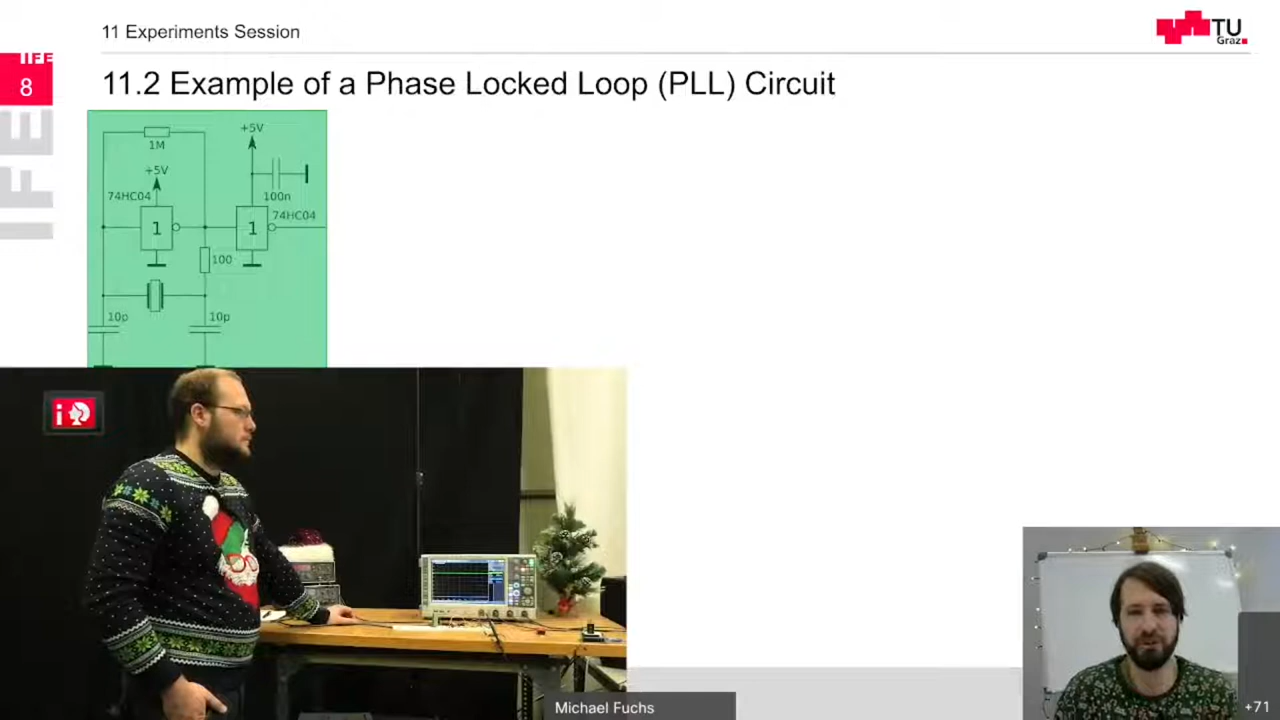 11 Experiments Session
TU
Graz
IIFE
8
11.2 Example of a Phase Locked Loop (PLL) Circuit
IFE
+5V
1M
+5V
74HC04
100n
74HC04
1
1
100
10p
10p
i
Michael Fuchs
+71